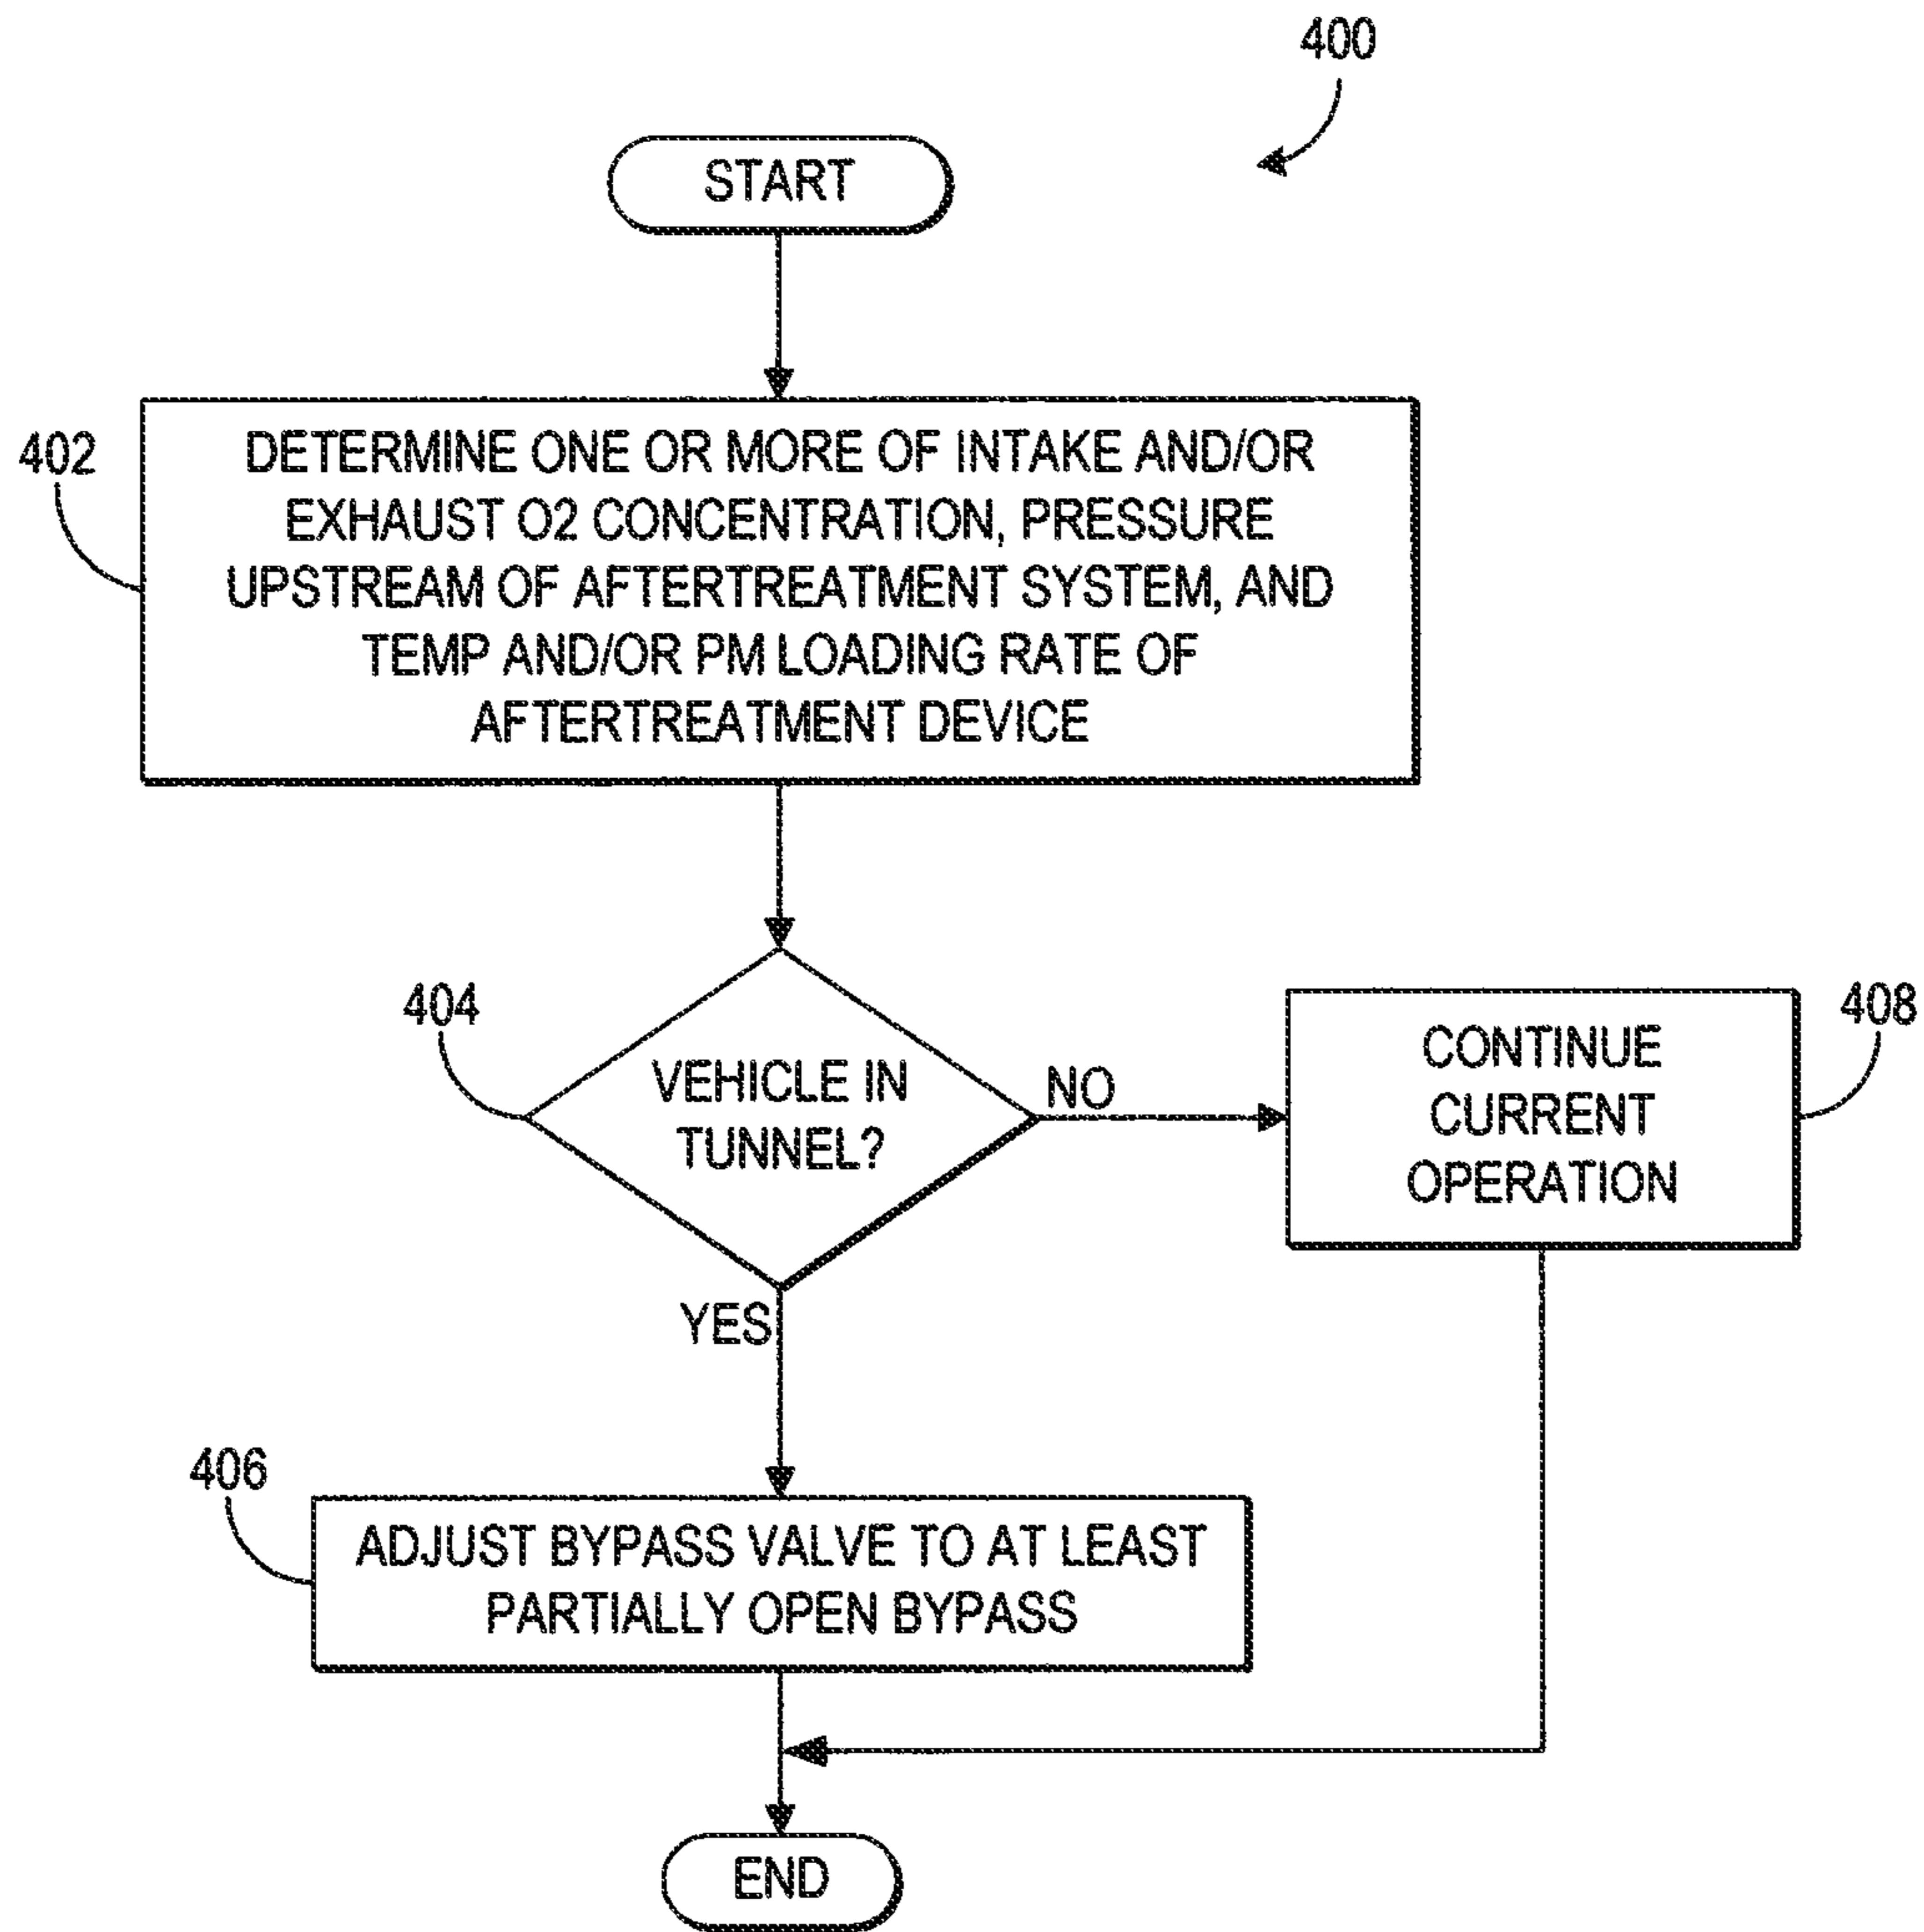 400
START
402
DETERMINE ONE OR MORE OF INTAKE AND/OR
EXHAUST O2 CONCENTRATION, PRESSURE
UPSTREAM OF AFTERTREATMENT SYSTEM, AND
TEMP AND/OR PM LOADING RATE OF
AFTERTREATMENT DEVICE
404
VEHICLE IN
TUNNEL?
NO
408
CONTINUE
CURRENT
OPERATION
YES
406
ADJUST BYPASS VALVE TO AT LEAST
PARTIALLY OPEN BYPASS
END